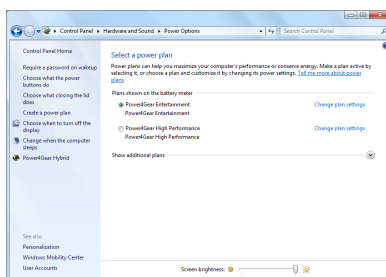 Control Panel ▸ Hardware and Sound ▸ Power Options
Search Control Panel
Control Panel Home
Require a password on wakeup
Choose what the power
buttons do
Choose what closing the lid
does
Create a power plan
Choose when to turn off the
display
Change when the computer
sleeps
Power4Gear Hybrid
See also
Personalization
Windows Mobility Center
User Accounts
Select a power plan
Power plans can help you maximize your computer's performance or conserve energy. Make a plan active by
selecting it, or choose a plan and customize it by changing its power settings. Tell me more about power
plans
Plans shown on the battery meter
Power4Gear Entertainment
Change plan settings
Power4Gear Entertainment
Power4Gear High Performance
Change plan settings
Power4Gear High Performance
Show additional plans
Screen brightness: